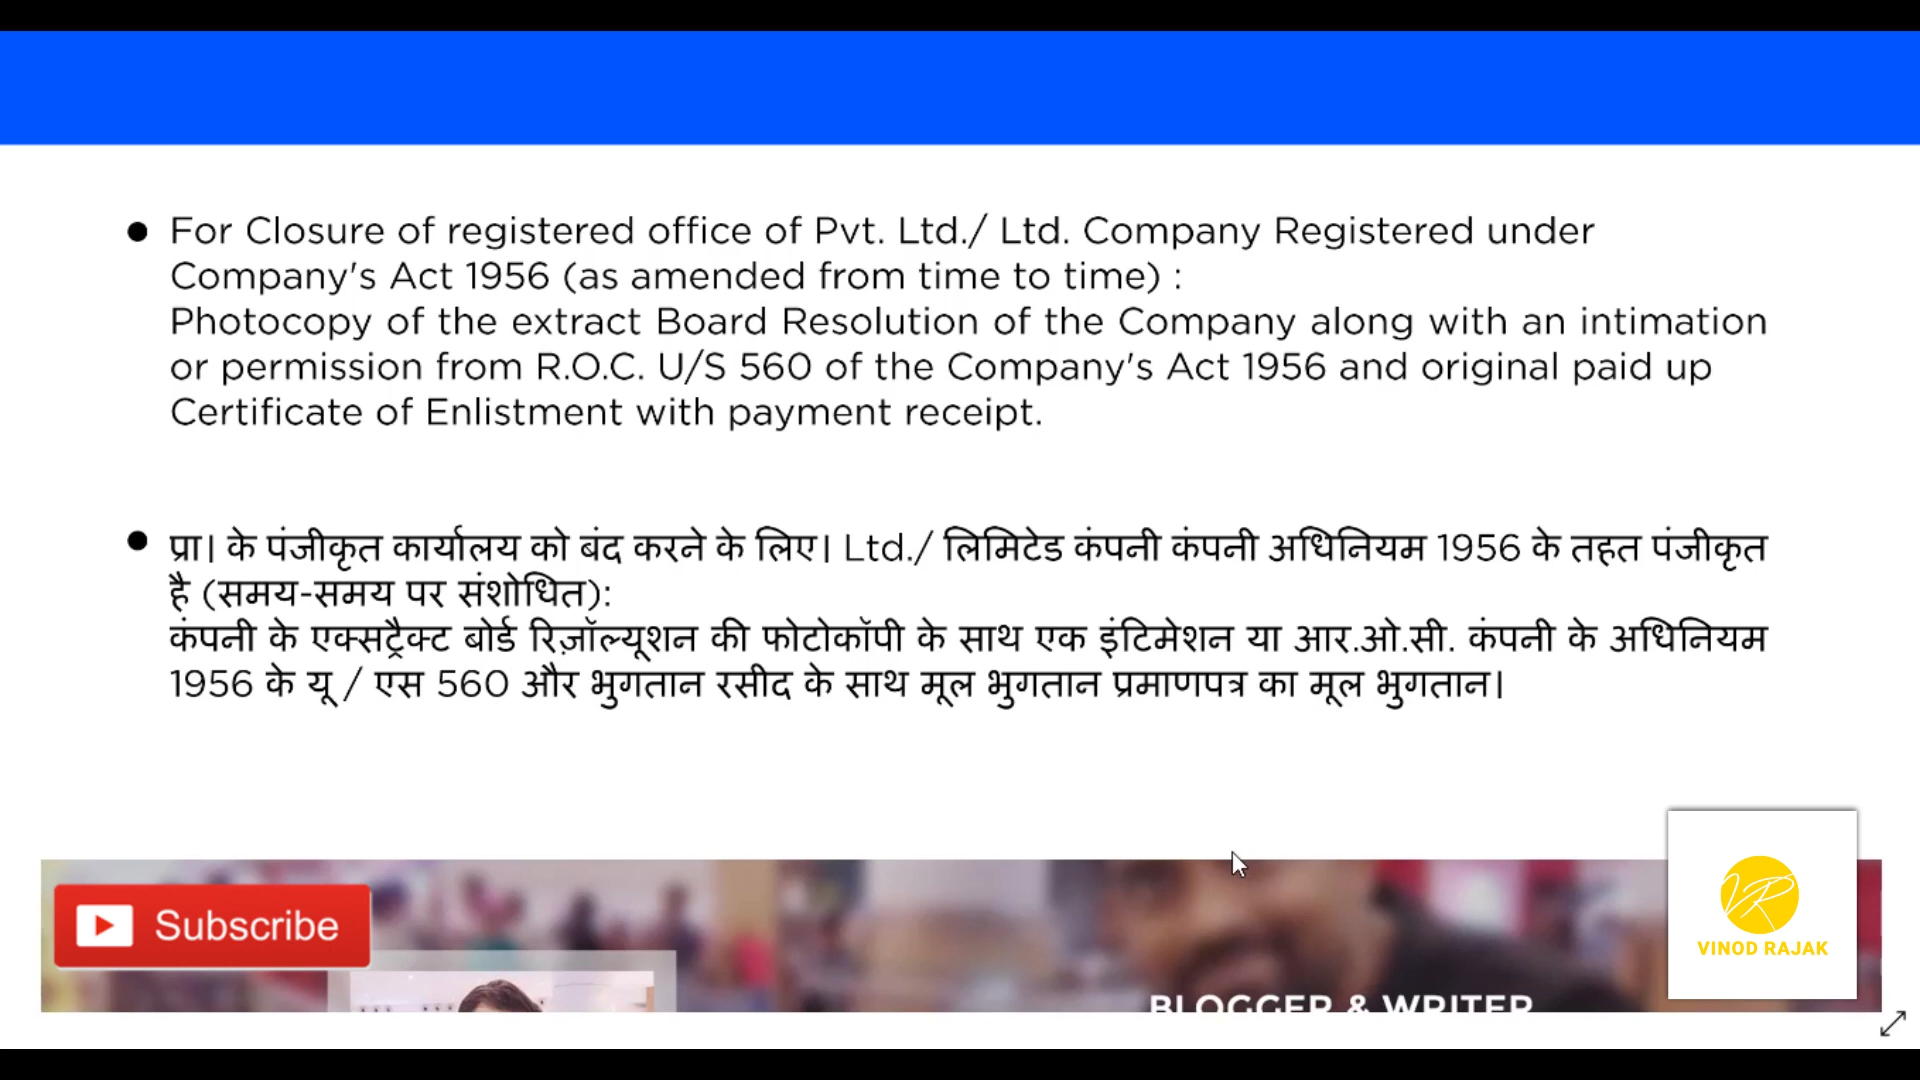 ● For Closure of registered office of Pvt. Ltd./ Ltd. Company Registered under
Company's Act 1956 (as amended from time to time) :
Photocopy of the extract Board Resolution of the Company along with an intimation
or permission from R.O.C. U/S 560 of the Company's Act 1956 and original paid up
Certificate of Enlistment with payment receipt.
● प्रा। के पंजीकृत कार्यालय को बंद करने के लिए। Ltd./ लिमिटेड कंपनी कंपनी अधिनियम 1956 के तहत पंजीकृत
है (समय-समय पर संशोधित):
कंपनी के एक्सट्रैक्ट बोर्ड रिज़ॉल्यूशन की फोटोकॉपी के साथ एक इंटिमेशन या आर.ओ.सी. कंपनी के अधिनियम
1956 के यू / एस 560 और भुगतान रसीद के साथ मूल भुगतान प्रमाणपत्र का मूल भुगतान।
Subscribe
VR
VINOD RAJAK
BLOGGER & WRITER